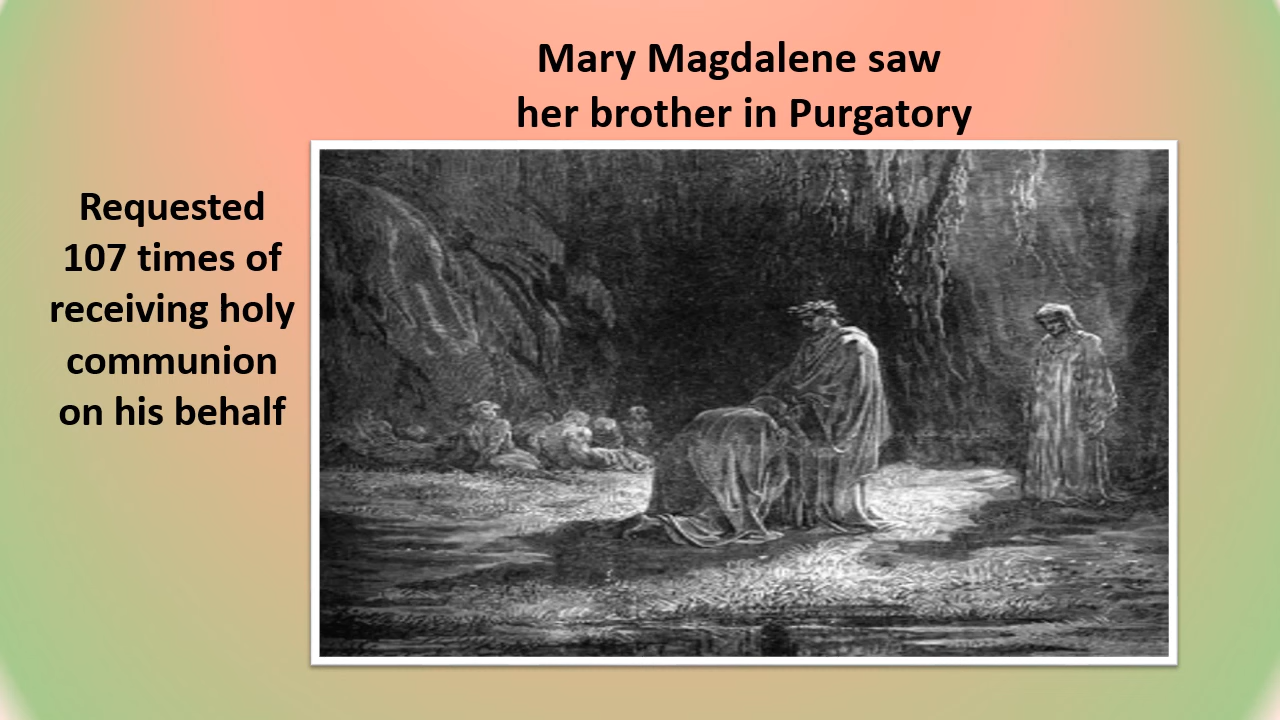 Mary Magdalene saw
her brother in Purgatory
Requested
107 times of
receiving holy
communion
on his behalf